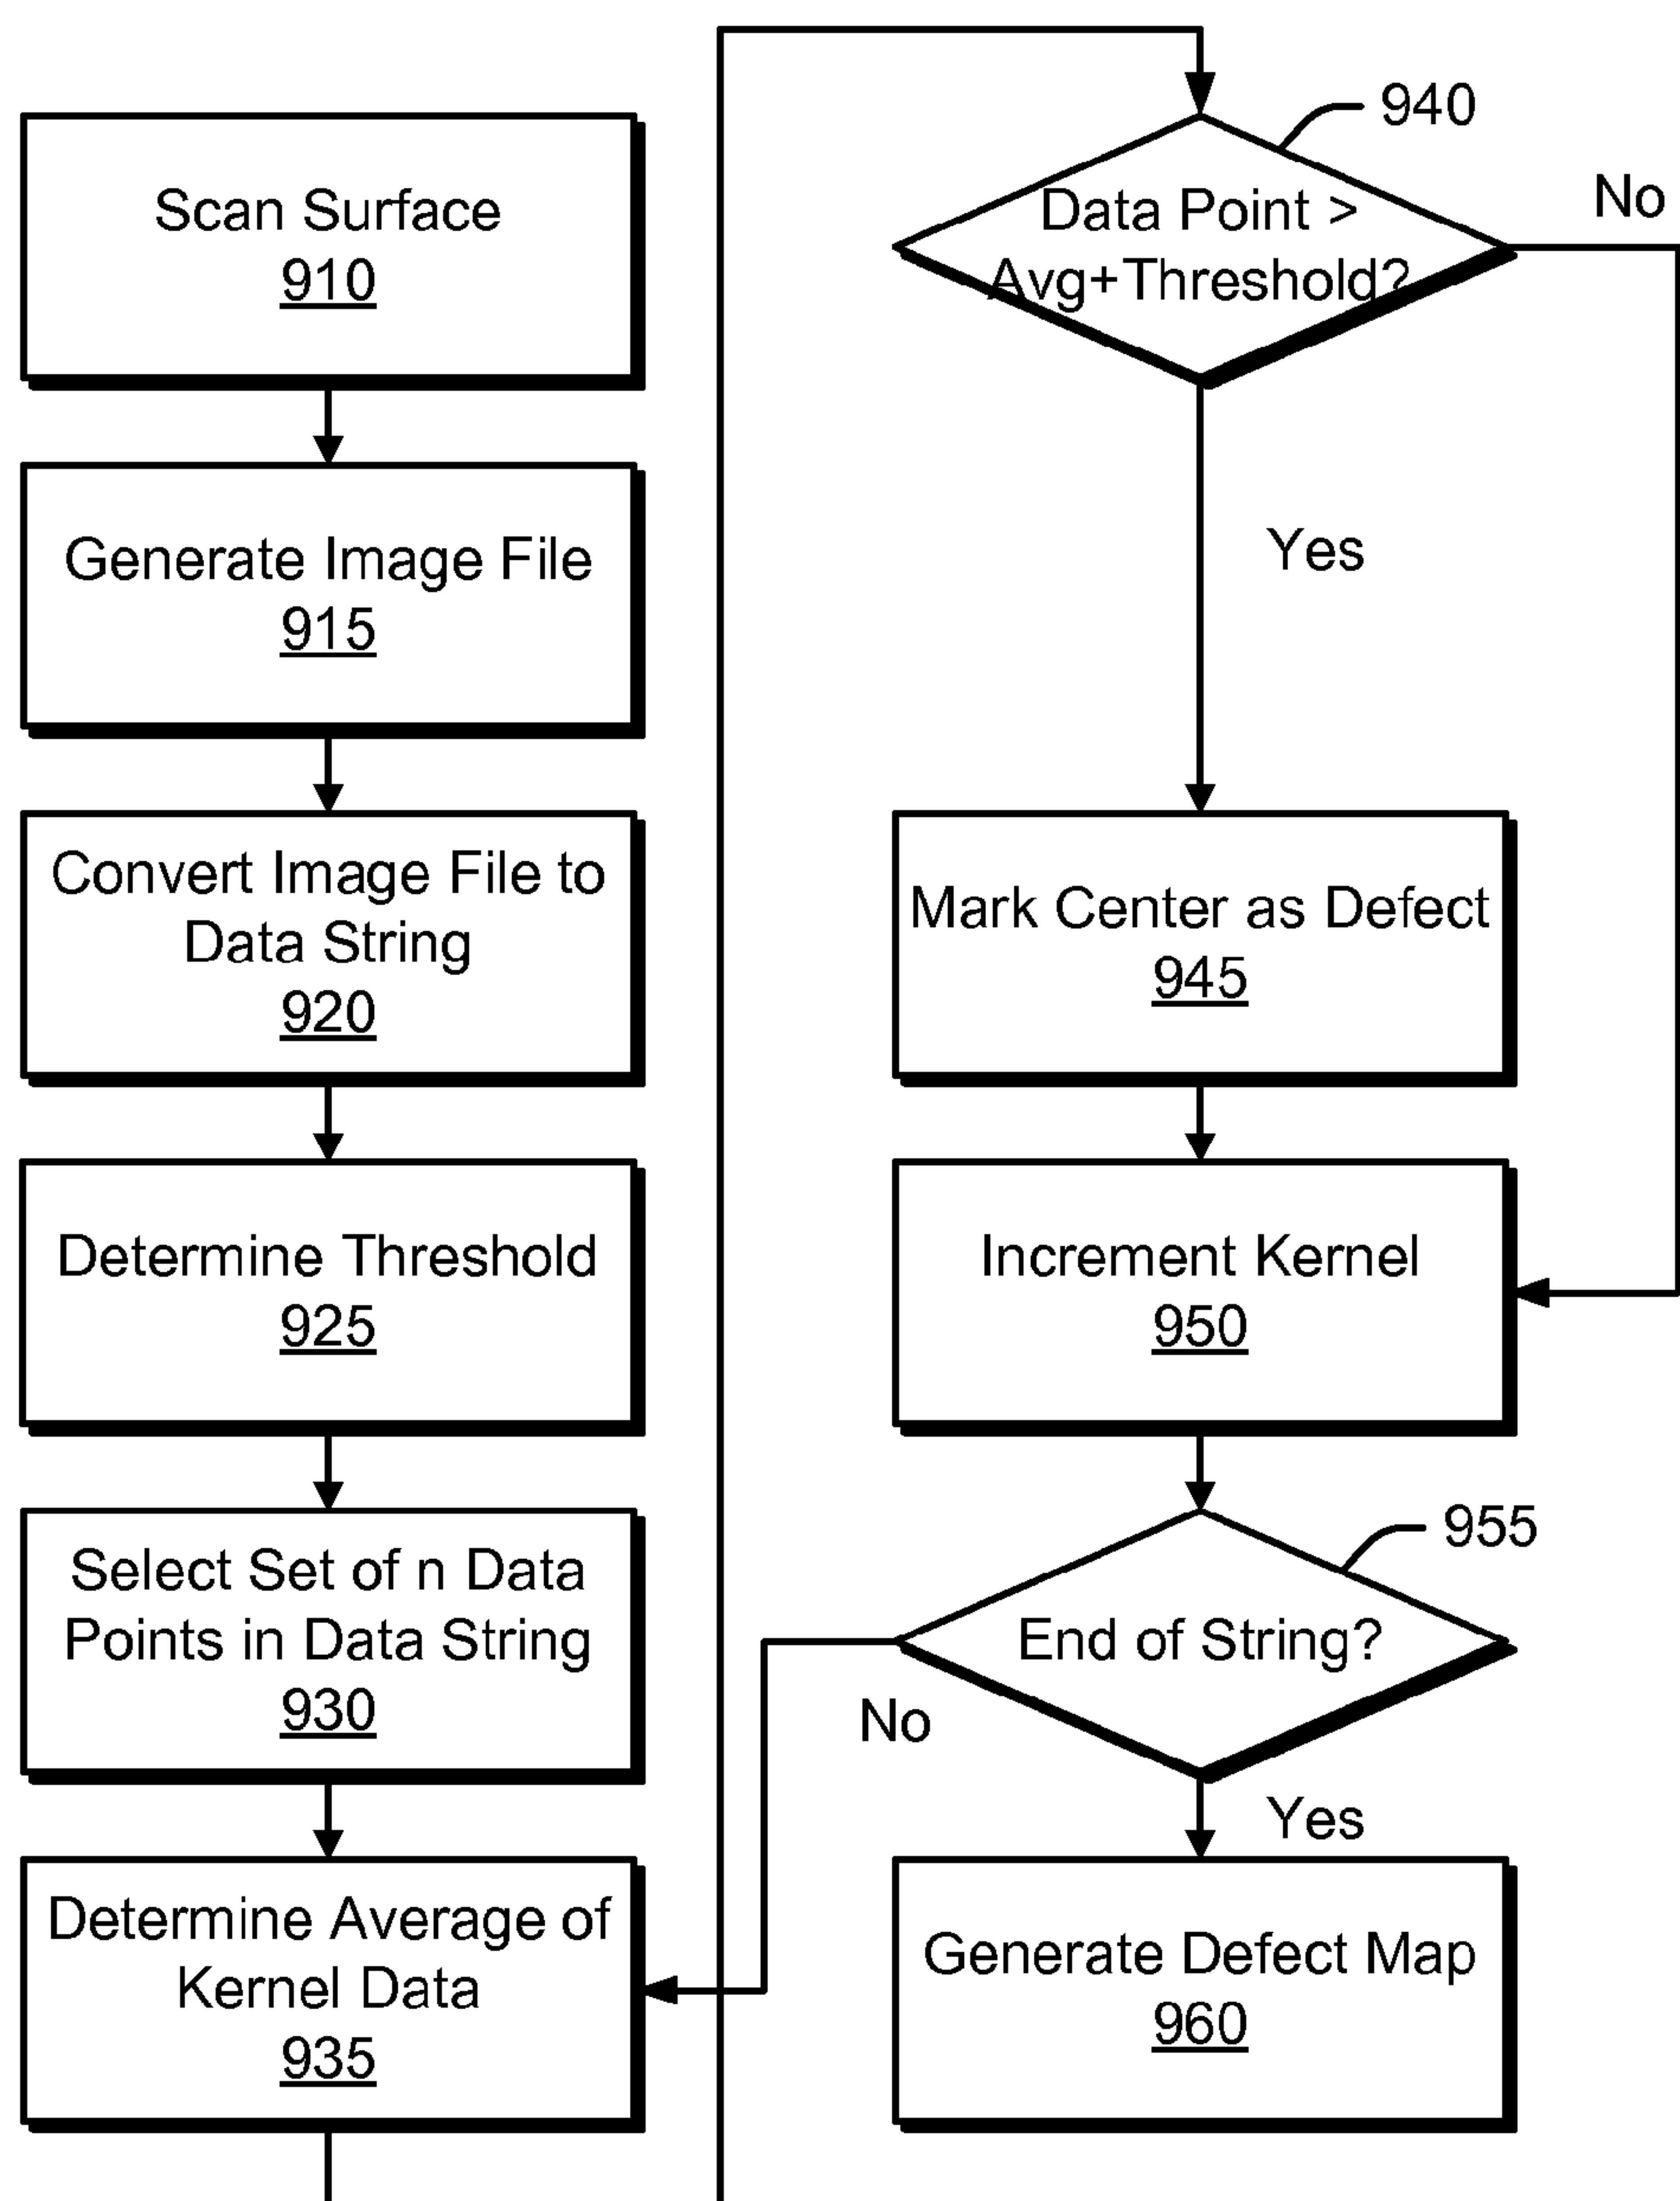 Scan Surface
910
Generate Image File
915
Convert Image File to
Data String
920
Determine Threshold
925
Select Set of n Data
Points in Data String
930
Determine Average of
Kernel Data
935
940
Data Point >
Avg+Threshold?
No
Yes
Mark Center as Defect
945
Increment Kernel
950
955
End of String?
No
Yes
Generate Defect Map
960